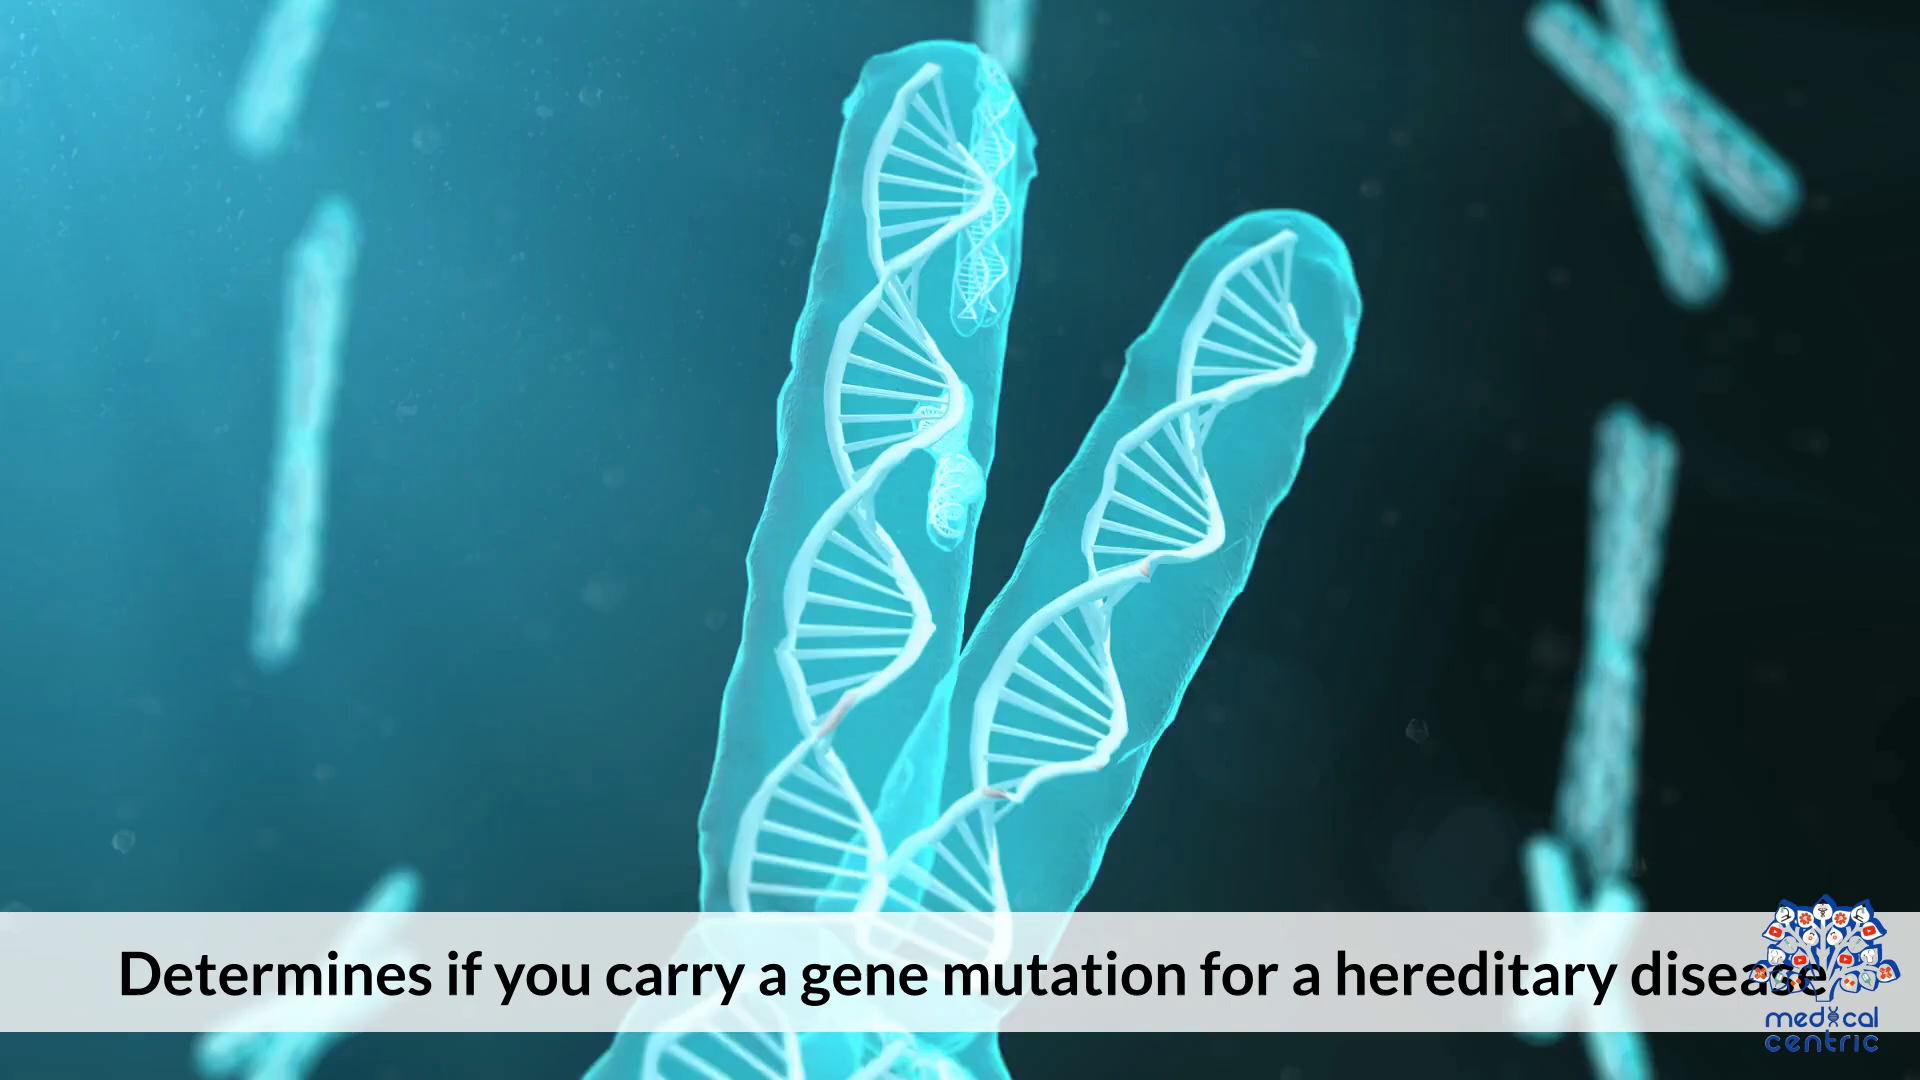 Determines if you carry a gene mutation for a hereditary disease
medical
centric